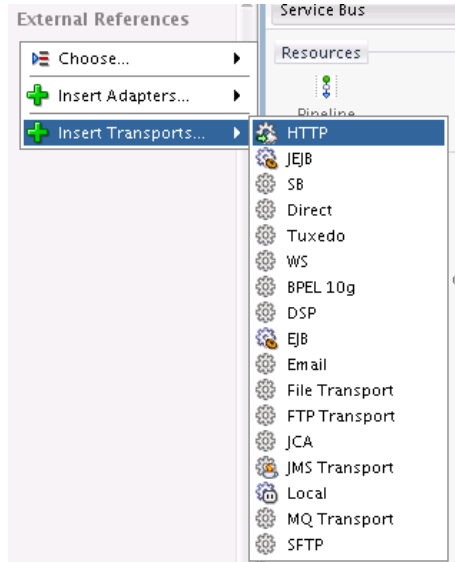 External References
Service Bus
Choose...
Resources
Insert Adapters...
Pipeline
Insert Transports...
HTTP
JEJB
SB
Direct
Tuxedo
WS
BPEL 10g
DSP
EJB
Email
File Transport
FTP Transport
JCA
JMS Transport
Local
MQ Transport
SFTP